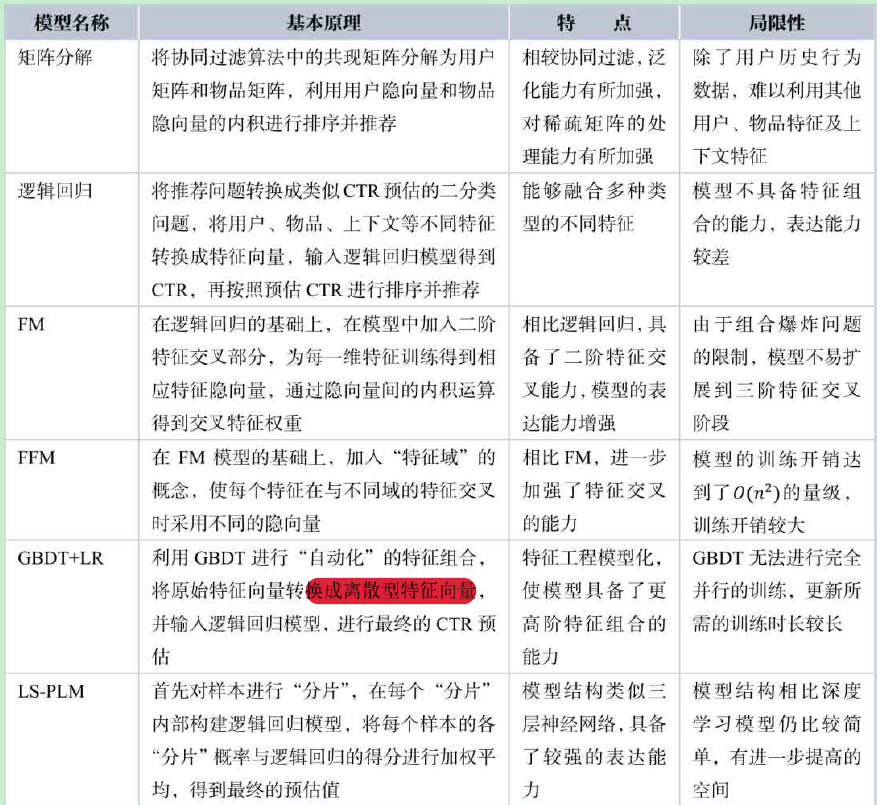 模型名称 基本原理 特 点 局限性
矩阵分解 将协同过滤算法中的共现矩阵分解为用户 相较协同过滤，泛 除了用户历史行为
矩阵和物品矩阵，利用用户隐向量和物品 化能力有所加强， 数据，难以利用其他
隐向量的内积进行排序并推荐 对稀疏矩阵的处 用户、物品特征及上
理能力有所加强 下文特征
逻辑回归 将推荐问题转换成类似 CTR 预估的二分类 能够融合多种类 模型不具备特征组
问题，将用户、物品、上下文等不同特征 型的不同特征 合的能力，表达能力
转换成特征向量，输入逻辑回归模型得到 较差
CTR，再按照预估 CTR 进行排序并推荐
FM 在逻辑回归的基础上，在模型中加入二阶 相比逻辑回归，具 由于组合爆炸问题
特征交叉部分，为每一维特征训练得到相 备了二阶特征交 的限制，模型不易扩
应特征隐向量，通过隐向量间的内积运算 叉能力，模型的表 展到三阶特征交叉
得到交叉特征权重 达能力增强 阶段
FFM 在 FM 模型的基础上，加入“特征域”的 相比 FM，进一步 模型的训练开销达
概念，使每个特征在与不同域的特征交叉 加强了特征交叉 到了O(n²)的量级，
时采用不同的隐向量 的能力 训练开销较大
GBDT+LR 利用 GBDT 进行“自动化”的特征组合， 特征工程模型化， GBDT 无法进行完全
将原始特征向量转换成离散型特征向量， 使模型具备了更 并行的训练，更新所
并输入逻辑回归模型，进行最终的 CTR 预 高阶特征组合的 需的训练时长较长
估 能力
LS-PLM 首先对样本进行“分片”，在每个“分片” 模型结构类似三 模型结构相比深度
内部构建逻辑回归模型，将每个样本的各 层神经网络，具备 学习模型仍比较简
“分片”概率与逻辑回归的得分进行加权平 了较强的表达能 单，有进一步提高的
均，得到最终的预估值 力 空间